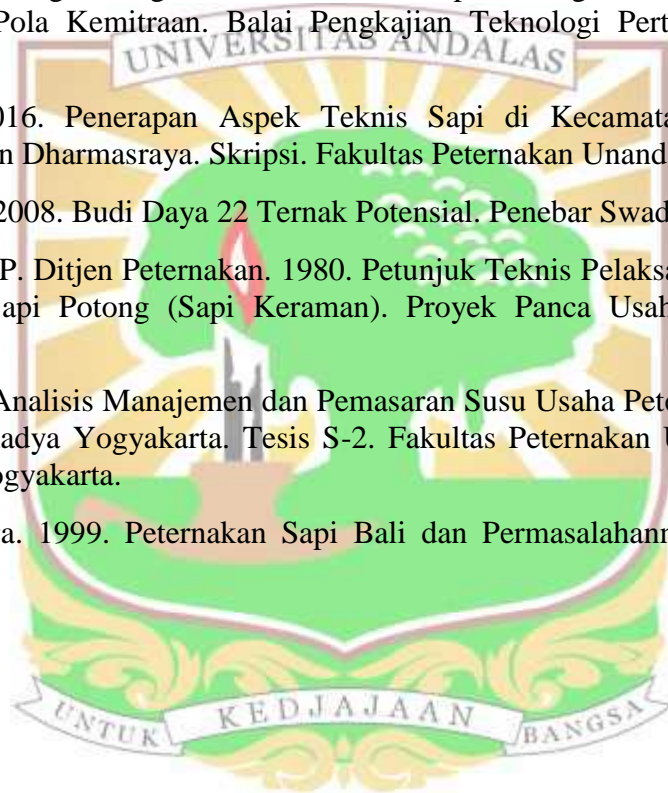 Pola Kemitraan. Balai Pengkajian Teknologi Pert
UNIVERSITAS ANDALAS
016. Penerapan Aspek Teknis Sapi di Kecamata
n Dharmasraya. Skripsi. Fakultas Peternakan Unand
2008. Budi Daya 22 Ternak Potensial. Penebar Swad
P. Ditjen Peternakan. 1980. Petunjuk Teknis Pelaksa
api Potong (Sapi Keraman). Proyek Panca Usah
Analisis Manajemen dan Pemasaran Susu Usaha Pete
adya Yogyakarta. Tesis S-2. Fakultas Peternakan U
ogyakarta.
a. 1999. Peternakan Sapi Bali dan Permasalahann
UNTUK KEDJAJAAN BANGSA